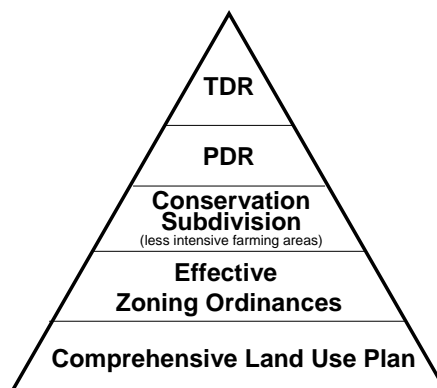 TDR
PDR
Conservation
Subdivision
(less intensive farming areas)
Effective
Zoning Ordinances
Comprehensive Land Use Plan